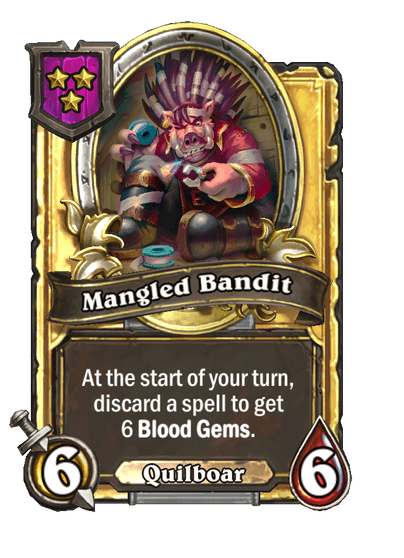 Mangled Bandit
At the start of your turn,
discard a spell to get
6 Blood Gems.
6
Quilboar
6